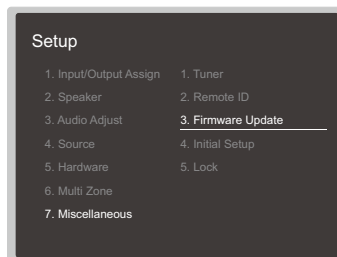 Setup
1. Input/Output Assign
2. Speaker
3. Audio Adjust
4. Source
5. Hardware
6. Multi Zone
7. Miscellaneous
1. Tuner
2. Remote ID
3. Firmware Update
4. Initial Setup
5. Lock